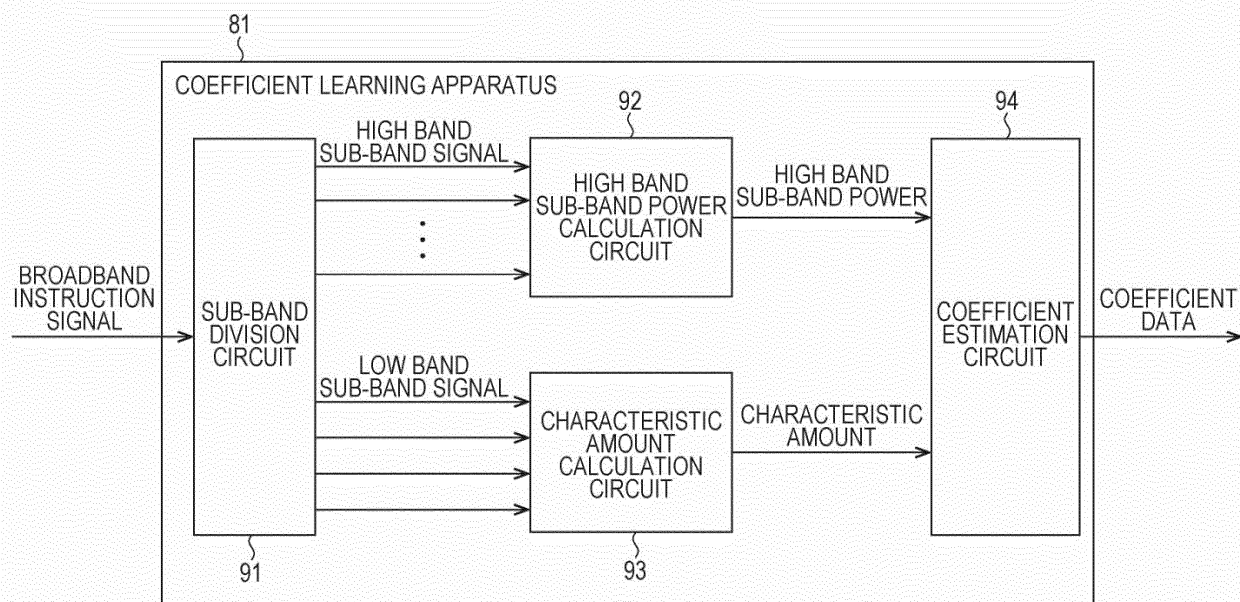 81
COEFFICIENT LEARNING APPARATUS
HIGH BAND
SUB-BAND SIGNAL
92
94
HIGH BAND
SUB-BAND POWER
CALCULATION
CIRCUIT
HIGH BAND
SUB-BAND POWER
BROADBAND
INSTRUCTION
SIGNAL
SUB-BAND
DIVISION
CIRCUIT
COEFFICIENT
ESTIMATION
CIRCUIT
COEFFICIENT
DATA
LOW BAND
SUB-BAND SIGNAL
CHARACTERISTIC
AMOUNT
CALCULATION
CIRCUIT
CHARACTERISTIC
AMOUNT
91
93